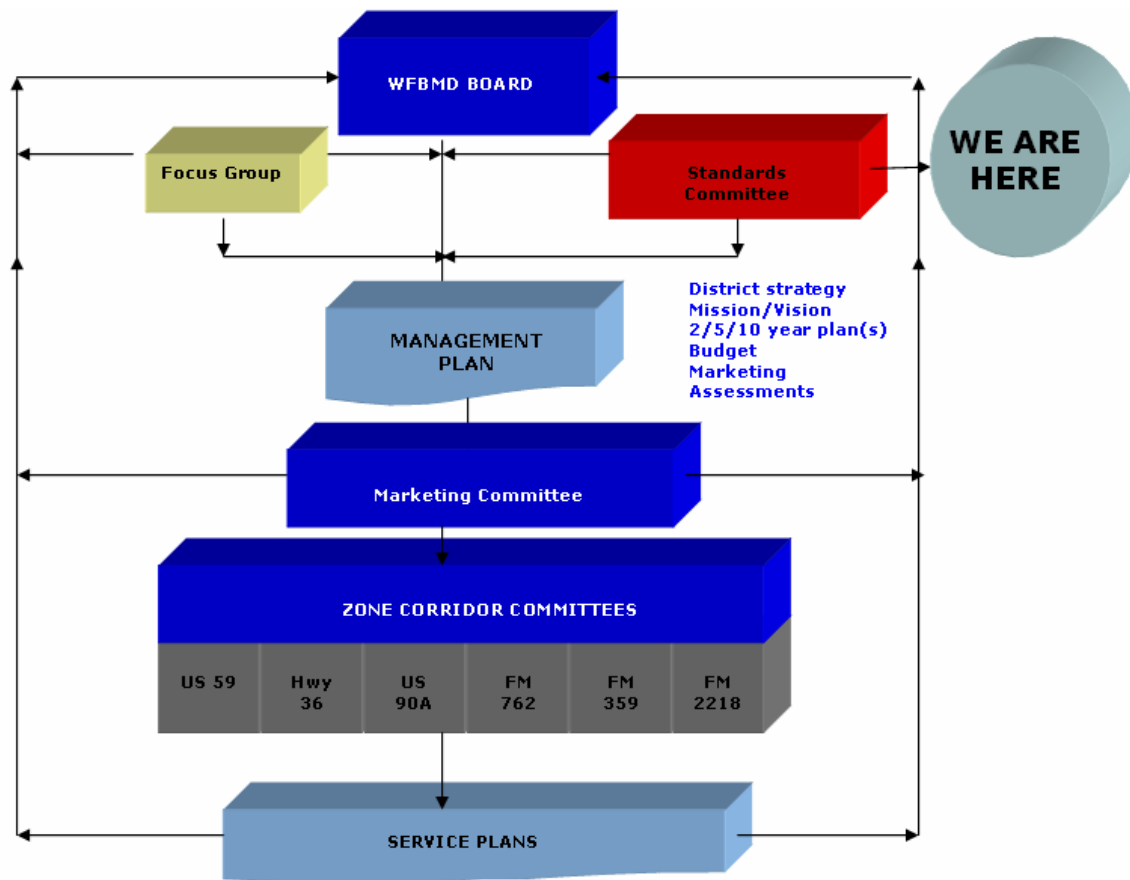 WFBMD BOARD
Focus Group
Standards
Committee
WE ARE
HERE
District strategy
Mission/Vision
2/5/10 year plan(s)
Budget
Marketing
Assessments
MANAGEMENT
PLAN
Marketing Committee
ZONE CORRIDOR COMMITTEES
US 59
Hwy
36
US
90A
FM
762
FM
359
FM
2218
SERVICE PLANS